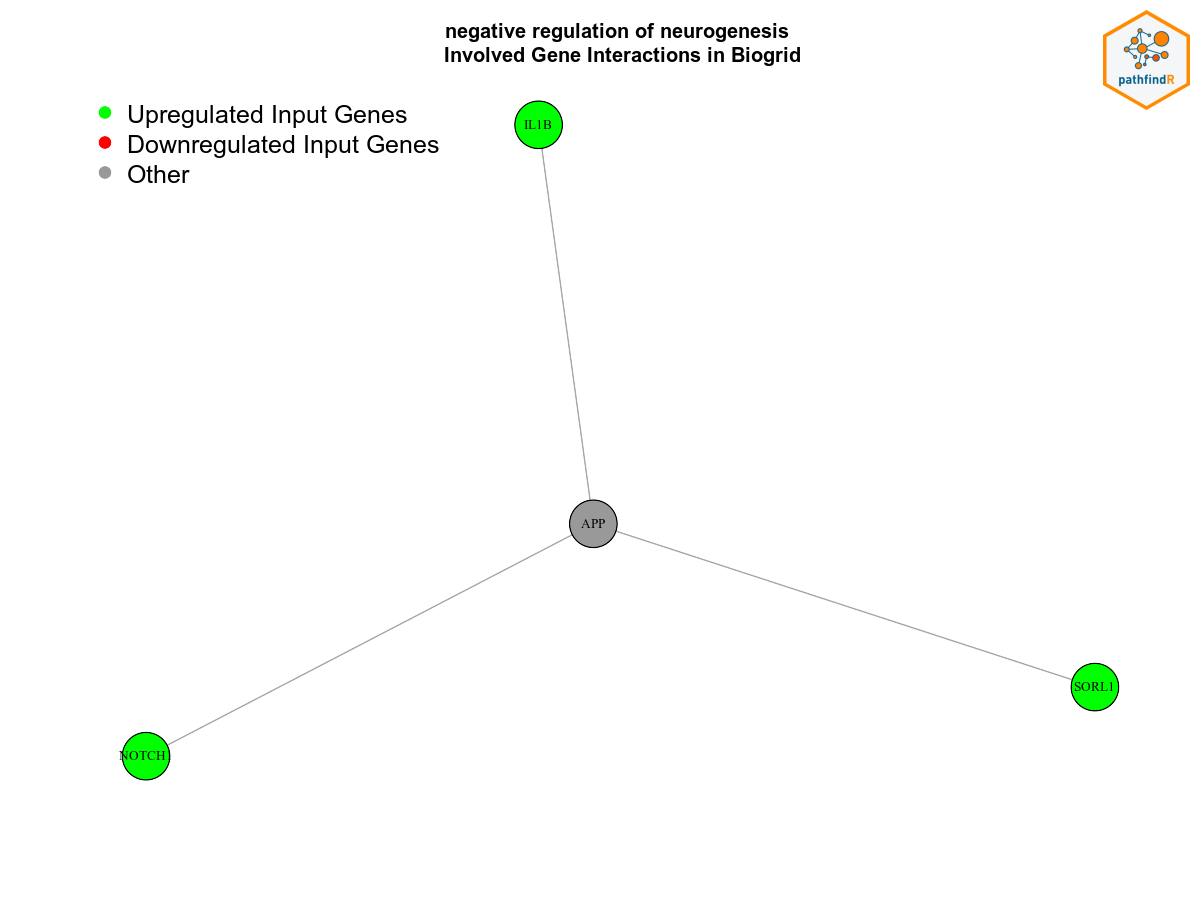 negative regulation of neurogenesis
Involved Gene Interactions in Biogrid
pathfindR
Upregulated Input Genes
Downregulated Input Genes
Other
IL1B
APP
SORL1
NOTCH